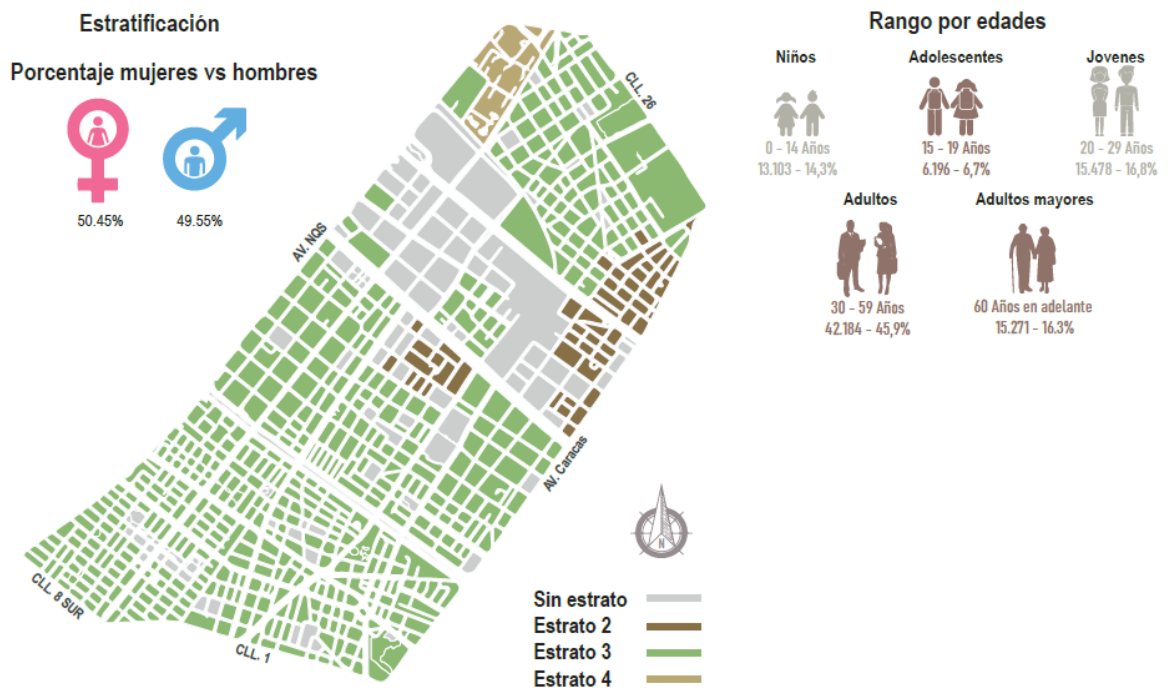 Estratificación
Porcentaje mujeres vs hombres
50.45%
49.55%
CLL. 26
AV. NQS
AV. Caracas
CLL. 8 SUR
CLL. 1
N
Sin estrato
Estrato 2
Estrato 3
Estrato 4
Rango por edades
Niños
0 - 14 Años
13.103 - 14,3%
Adolescentes
15 - 19 Años
6.196 - 6,7%
Jovenes
20 - 29 Años
15.478 - 16,8%
Adultos
30 - 59 Años
42.184 - 45,9%
Adultos mayores
60 Años en adelante
15.271 - 16.3%